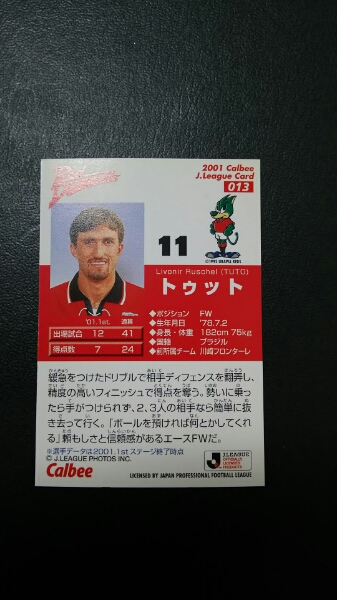 2001 Calbee
J.League Card
013
11
©1992 URAWA REDS
Livonir Ruschel (TUTO)
トゥット
'01.1st. 通算
出場試合 12 41
得点数 7 24
◆ポジション FW
◆生年月日 '78.7.2
◆身長・体重 182cm 75kg
◆国籍 ブラジル
◆前所属チーム 川崎フロンターレ
緩急をつけたドリブルで相手ディフェンスを翻弄し、
精度の高いフィニッシュで得点を奪う。勢いに乗っ
たら手がつけられず、2、3人の相手なら簡単に抜
き去って行く。「ボールを預ければ何とかしてくれ
る」頼もしさと信頼感があるエースFWだ。
※選手データは2001.1st ステージ終了時点
© J.LEAGUE PHOTOS INC.
Calbee
LICENSED BY JAPAN PROFESSIONAL FOOTBALL LEAGUE
J.LEAGUE
OFFICIALLY
LICENSED
PRODUCTS